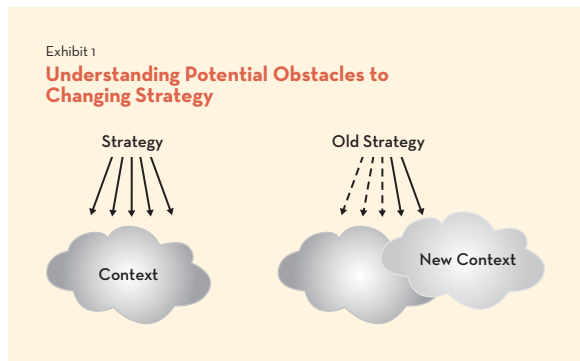 Exhibit 1
Understanding Potential Obstacles to
Changing Strategy
Strategy
Old Strategy
Context
New Context